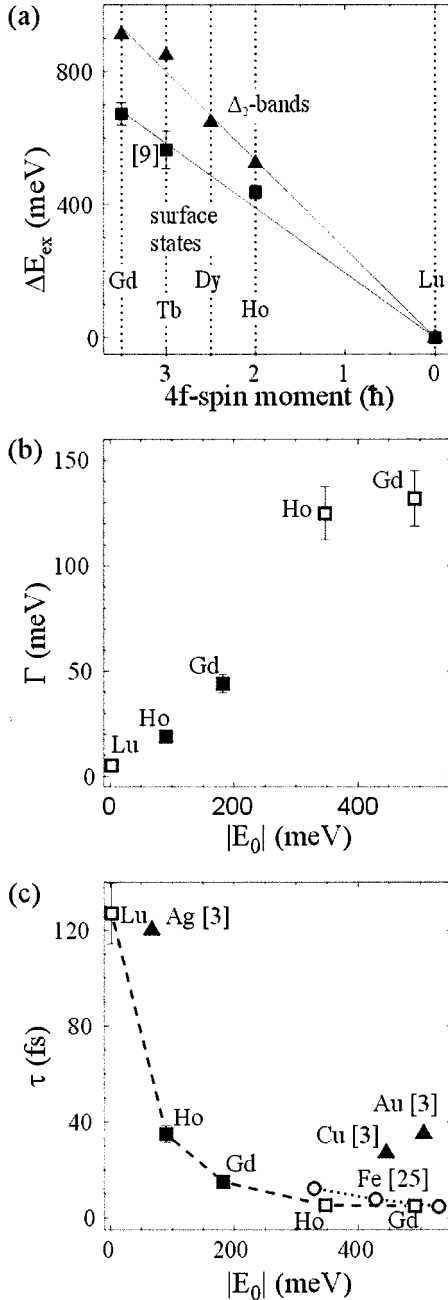 (a)
800
400
0
ΔE_ex (meV)
Δ₂-bands
[9]
surface
states
Gd
Tb
Dy
Ho
Lu
3
2
1
0
4f-spin moment (ħ)
(b)
150
100
50
0
Γ (meV)
Ho
Gd
Gd
Ho
Lu
0
200
400
|E₀| (meV)
(c)
120
80
40
0
τ (fs)
Lu
Ag [3]
Ho
Au [3]
Cu [3]
Gd
Fe [25]
Ho
Gd
0
200
400
|E₀| (meV)